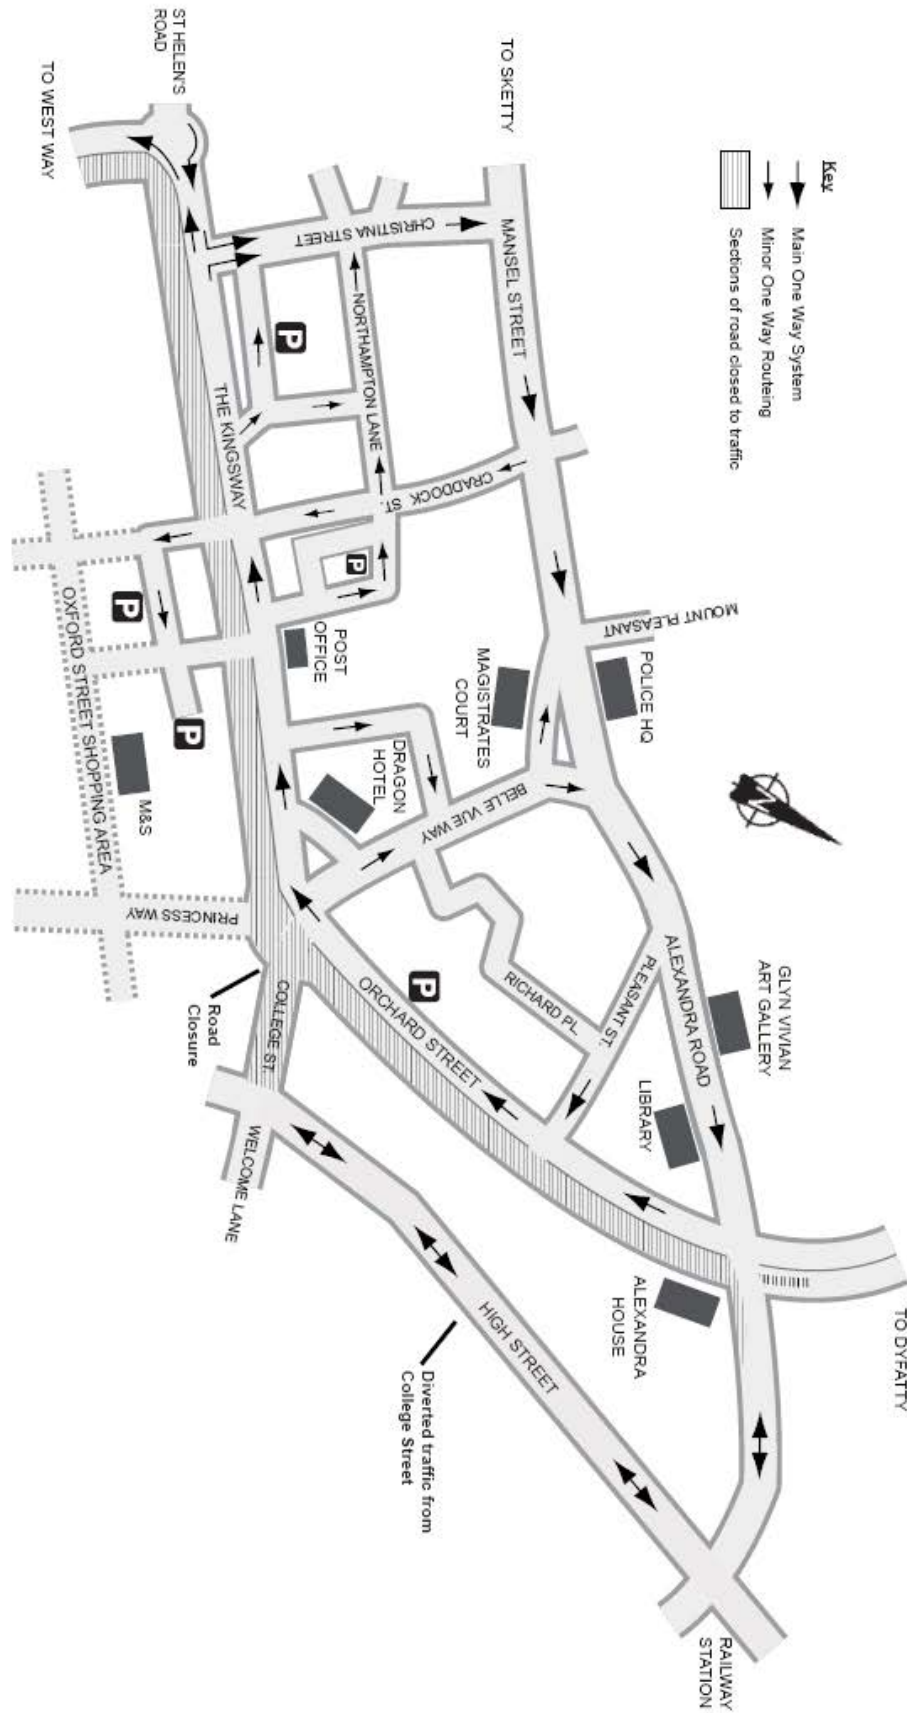 Key
Main One Way System
Minor One Way Routeing
Sections of road closed to traffic
TO SKETTY
ST HELEN'S
ROAD
TO WEST WAY
MANSEL STREET
CHRISTINA STREET
NORTHAMPTON LANE
P
THE KINGSWAY
CRADDOCK
ST.
P
P
OXFORD STREET SHOPPING AREA
POST
OFFICE
P
M&S
MOUNT PLEASANT
POLICE HQ
MAGISTRATES
COURT
DRAGON
HOTEL
BELLE VUE WAY
PRINCESS WAY
Road
Closure
COLLEGE ST.
WELCOME LANE
P
ORCHARD STREET
RICHARD PL.
PLEASANT ST.
ALEXANDRA ROAD
GLYN VIVIAN
ART GALLERY
LIBRARY
ALEXANDRA
HOUSE
TO DYFATTY
HIGH STREET
Diverted traffic from
College Street
RAILWAY
STATION